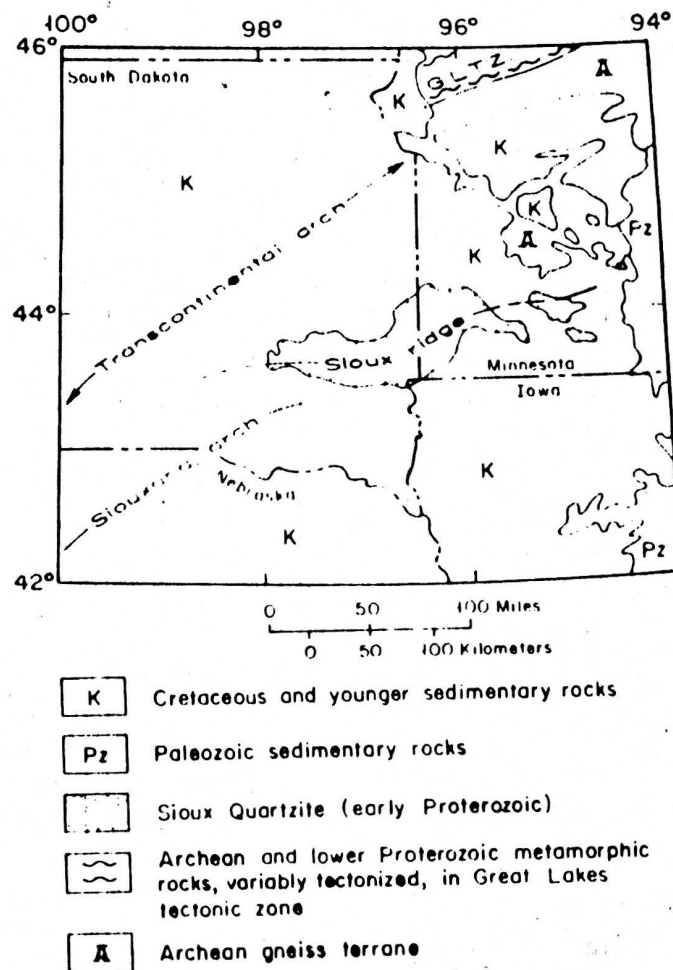 100° 98° 96° 94°
46°
South Dakota
GLTZ
A
K
K
K
K
A
Pz
K
Transcontinental arch
44°
Sioux ridge
Minnesota
Iowa
Siouxana arch
Nebraska
K
K
Pz
42°
0 50 100 Miles
0 50 100 Kilometers
K Cretaceous and younger sedimentary rocks
Pz Paleozoic sedimentary rocks
Sioux Quartzite (early Proterozoic)
Archean and lower Proterozoic metamorphic
rocks, variably tectonized, in Great Lakes
tectonic zone
A Archean gneiss terrane